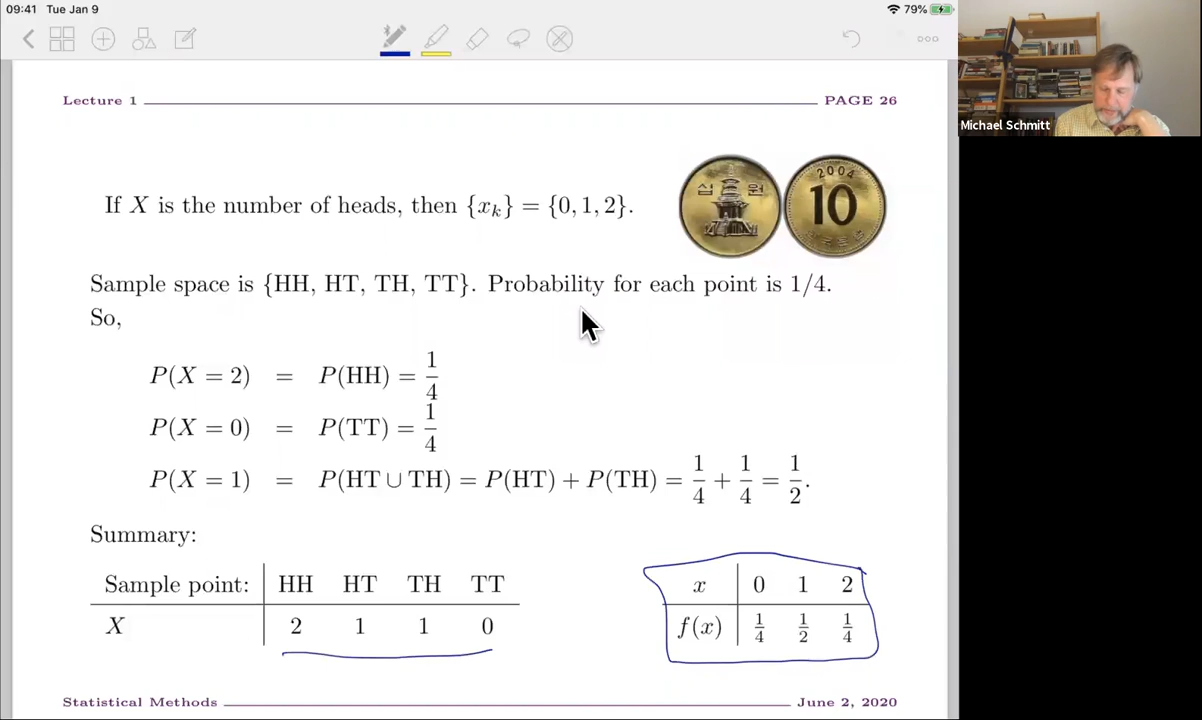 09:41 Tue Jan 9
79%
Michael Schmitt
Lecture 1
PAGE 26
십 원
2004
10
If X is the number of heads, then {xₖ} = {0, 1, 2}.
Sample space is {HH, HT, TH, TT}. Probability for each point is 1/4.
So,
P(X = 2) = P(HH) = 1/4
P(X = 0) = P(TT) = 1/4
P(X = 1) = P(HT ∪ TH) = P(HT) + P(TH) = 1/4 + 1/4 = 1/2.
Summary:
Sample point: HH HT TH TT
X 2 1 1 0
x 0 1 2
f(x) 1/4 1/2 1/4
Statistical Methods
June 2, 2020